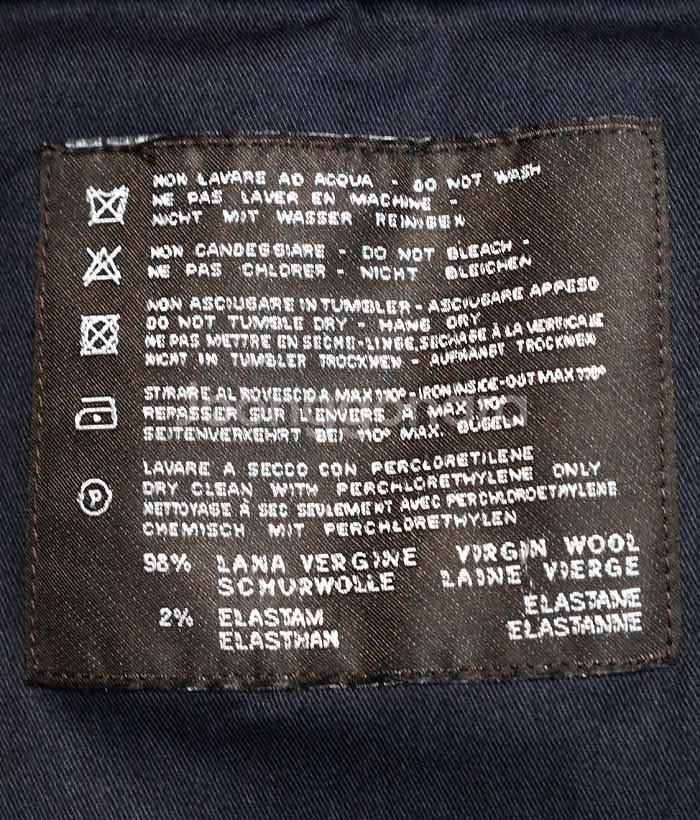 NON LAVARE AD ACQUA - DO NOT WASH
NE PAS LAVER EN MACHINE -
NICHT MIT WASSER REINIGEN
NON CANDEGGIARE - DO NOT BLEACH -
NE PAS CHLORER - NICHT BLEICHEN
NON ASCIUGARE IN TUMBLER - ASCIUGARE APPESO
DO NOT TUMBLE DRY - HANG DRY
NE PAS METTRE EN SECHE-LINGE, SECHAGE À LA VERTICALE
NICHT IN TUMBLER TROCKNEN - AUFHÄNGT TROCKNEN
STIRARE AL ROVESCIO A MAX 110° - IRON INSIDE-OUT MAX 110°
REPASSER SUR L'ENVERS À MAX 110°
SEITENVERKEHRT BEI 110° MAX. BÜGELN
P
LAVARE A SECCO CON PERCLORETILENE
DRY CLEAN WITH PERCHLORETHYLENE ONLY
NETTOYAGE À SEC SEULEMENT AVEC PERCHLOROETHYLENE
CHEMISCH MIT PERCHLORETHYLEN
98% LANA VERGINE VIRGIN WOOL
SCHURWOLLE LAINE VIERGE
2% ELASTAM ELASTANE
ELASTHAN ELASTANNE